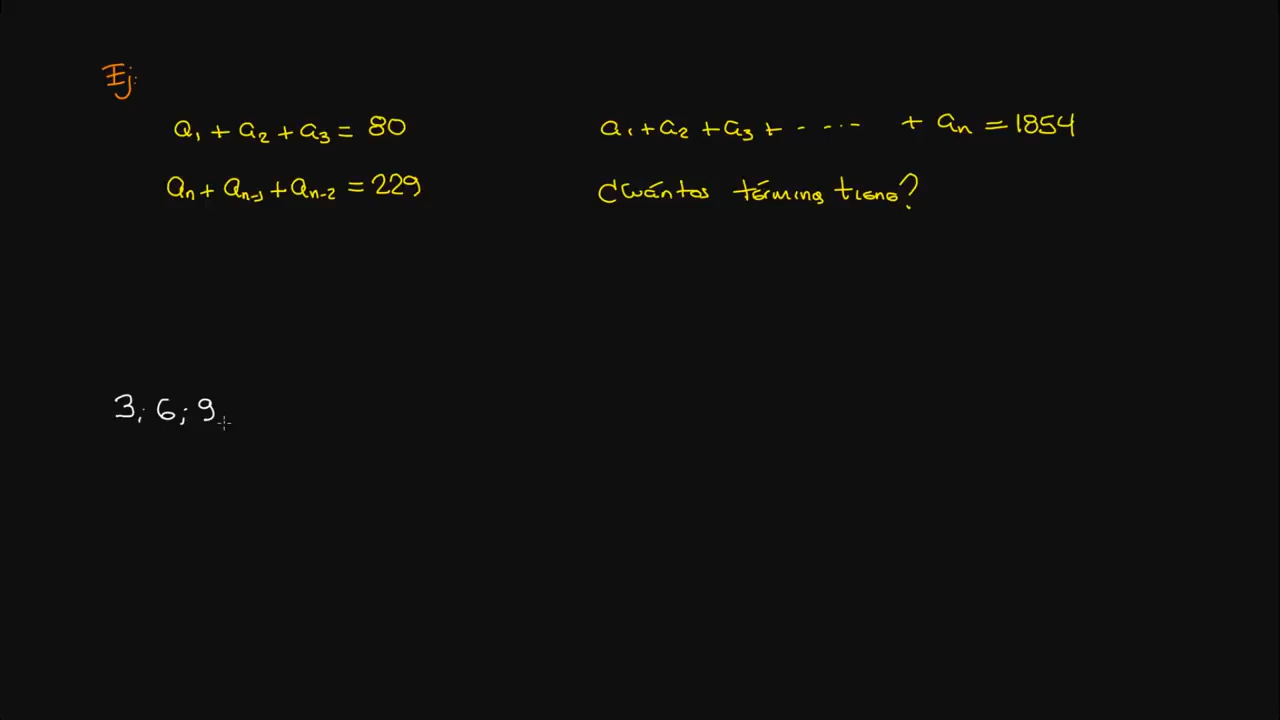 Ej:
a₁ + a₂ + a₃ = 80
a₁ + a₂ + a₃ + ..... + aₙ = 1854
aₙ + aₙ₋₁ + aₙ₋₂ = 229
Cuántos términs tiene?
3; 6; 9